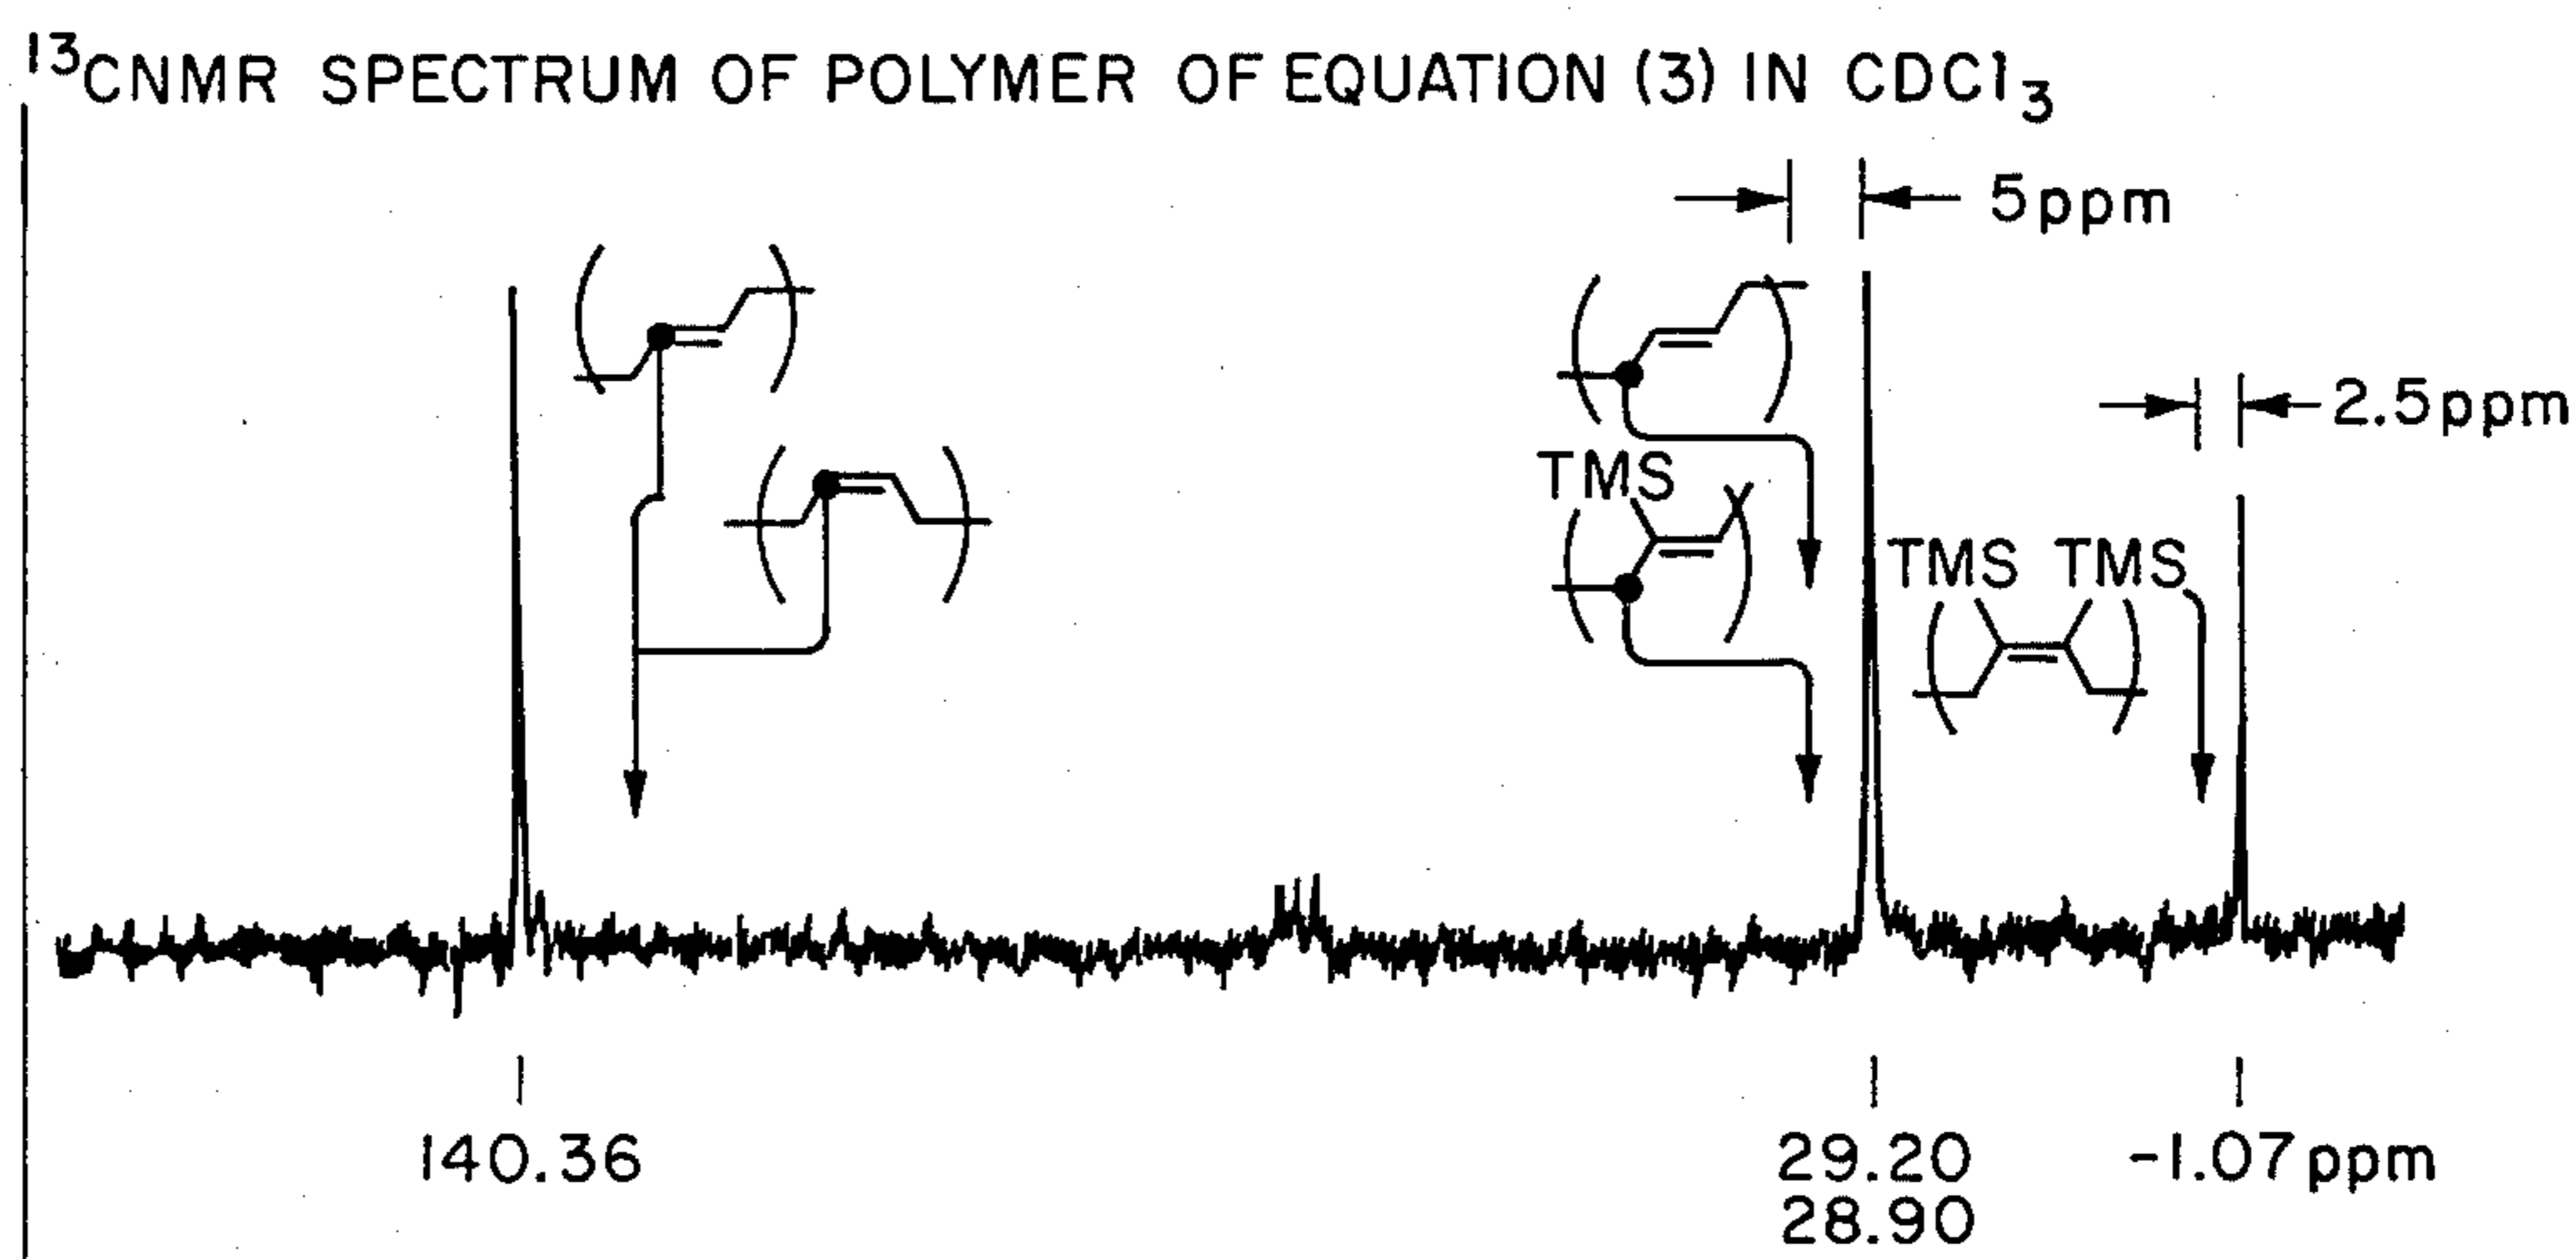 ¹³CNMR SPECTRUM OF POLYMER OF EQUATION (3) IN CDCl₃
5ppm
2.5ppm
TMS
TMS TMS
140.36
29.20
28.90
-1.07ppm